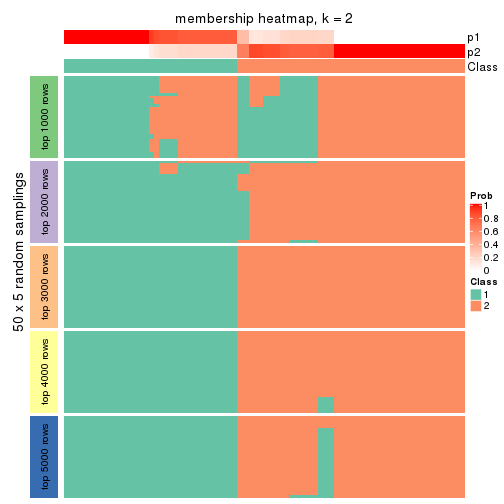 membership heatmap, k = 2
p1
p2
Class
50 x 5 random samplings
top 1000 rows
top 2000 rows
top 3000 rows
top 4000 rows
top 5000 rows
Prob
1
0.8
0.6
0.4
0.2
0
Class
1
2